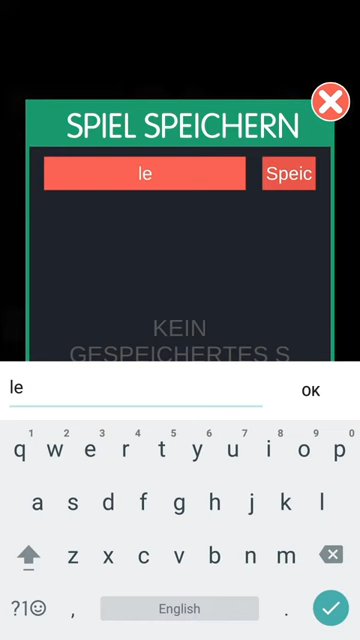 SPIEL SPEICHERN
le Speic
KEIN
GESPEICHERTES S
le OK
1 2 3 4 5 6 7 8 9 0
q w e r t y u i o p
a s d f g h j k l
z x c v b n m
?1☺ , English .